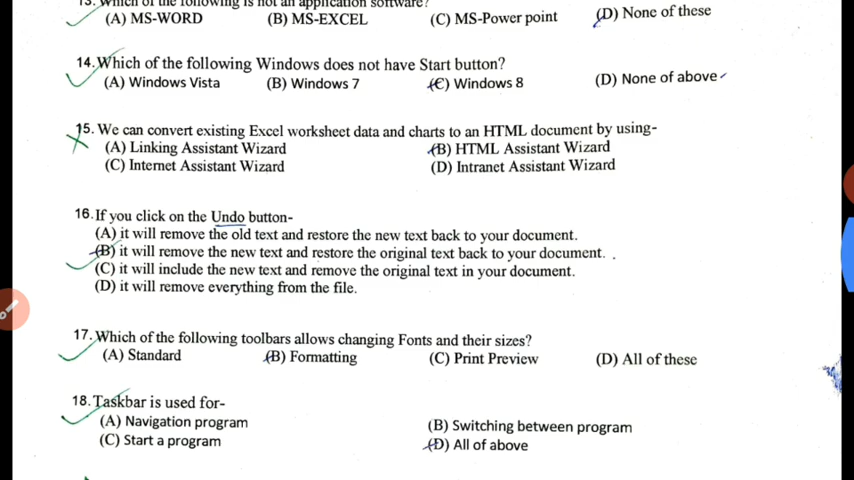 13. Which of the following is not an application software?
(A) MS-WORD (B) MS-EXCEL (C) MS-Power point (D) None of these
14. Which of the following Windows does not have Start button?
(A) Windows Vista (B) Windows 7 (C) Windows 8 (D) None of above
15. We can convert existing Excel worksheet data and charts to an HTML document by using-
(A) Linking Assistant Wizard (B) HTML Assistant Wizard
(C) Internet Assistant Wizard (D) Intranet Assistant Wizard
16. If you click on the Undo button-
(A) it will remove the old text and restore the new text back to your document.
(B) it will remove the new text and restore the original text back to your document.
(C) it will include the new text and remove the original text in your document.
(D) it will remove everything from the file.
17. Which of the following toolbars allows changing Fonts and their sizes?
(A) Standard (B) Formatting (C) Print Preview (D) All of these
18. Taskbar is used for-
(A) Navigation program (B) Switching between program
(C) Start a program (D) All of above